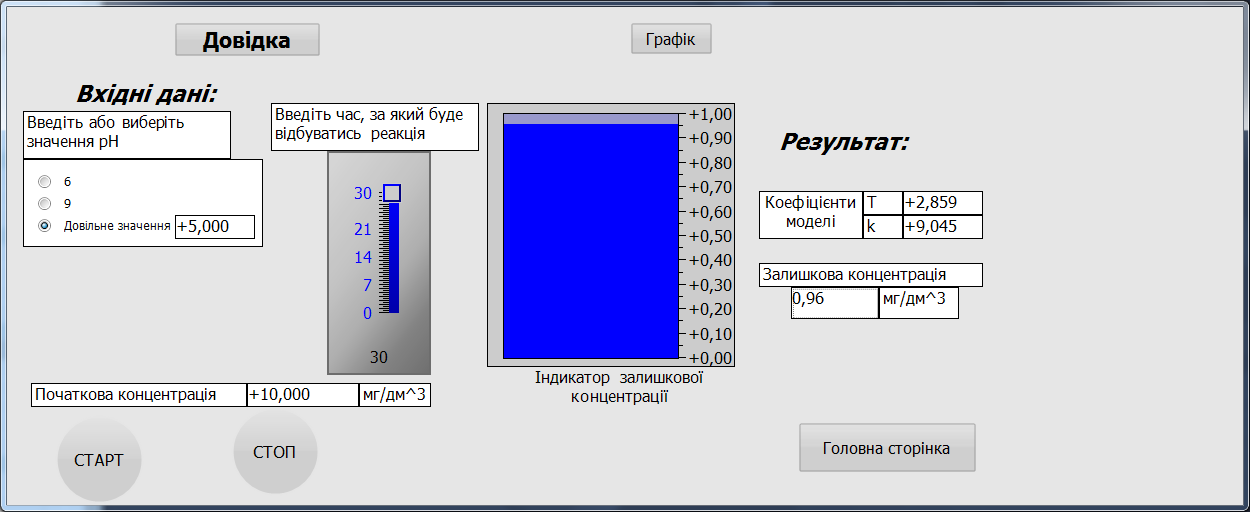 Довідка
Графік
Вхідні дані:
Введіть або виберіть
значення pH
6
9
Довільне значення +5,000
Введіть час, за який буде
відбуватись реакція
30
21
14
7
0
30
+1,00
+0,90
+0,80
+0,70
+0,60
+0,50
+0,40
+0,30
+0,20
+0,10
+0,00
Індикатор залишкової
концентрації
Результат:
Коефіцієнти
моделі
T +2,859
k +9,045
Залишкова концентрація
0,96 мг/дм^3
Початкова концентрація +10,000 мг/дм^3
СТАРТ
СТОП
Головна сторінка